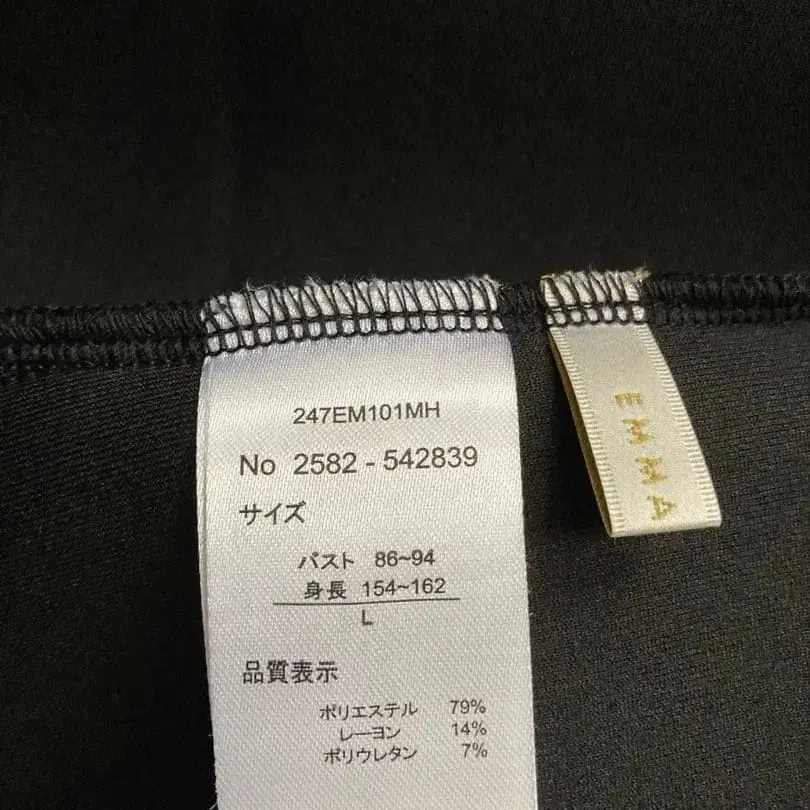 247EM101MH
No 2582 - 542839
サイズ
バスト 86~94
身長 154~162
L
品質表示
ポリエステル 79%
レーヨン 14%
ポリウレタン 7%
EMMA